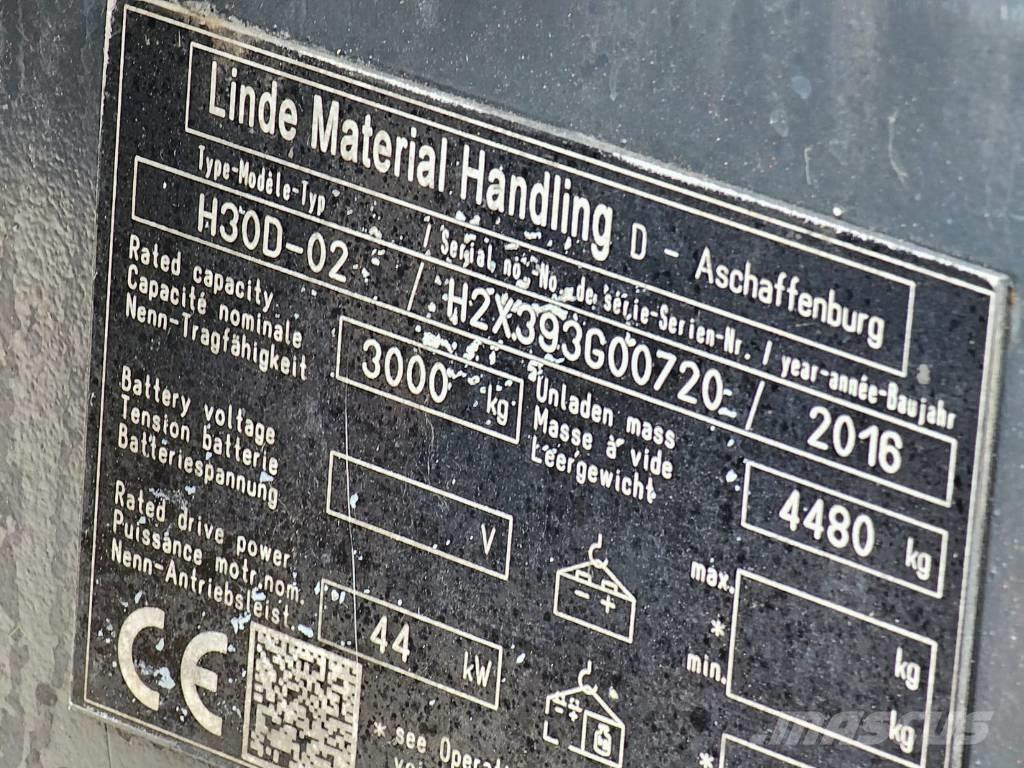 Linde Material Handling D - Aschaffenburg
Type-Modèle-Typ / Serial no.-No. de série-Serien-Nr. / year-année-Baujahr
H30D-02 / H2X393G00720 / 2016
Rated capacity
Capacité nominale
Nenn-Tragfähigkeit
3000 kg
Unladen mass
Masse à vide
Leergewicht
4480 kg
Battery voltage
Tension batterie
Batteriespannung
V
max.
*
min.
kg
kg
Rated drive power
Puissance motr.nom.
Nenn-Antriebsleist.
44 kW
CE
* see
*
mascus